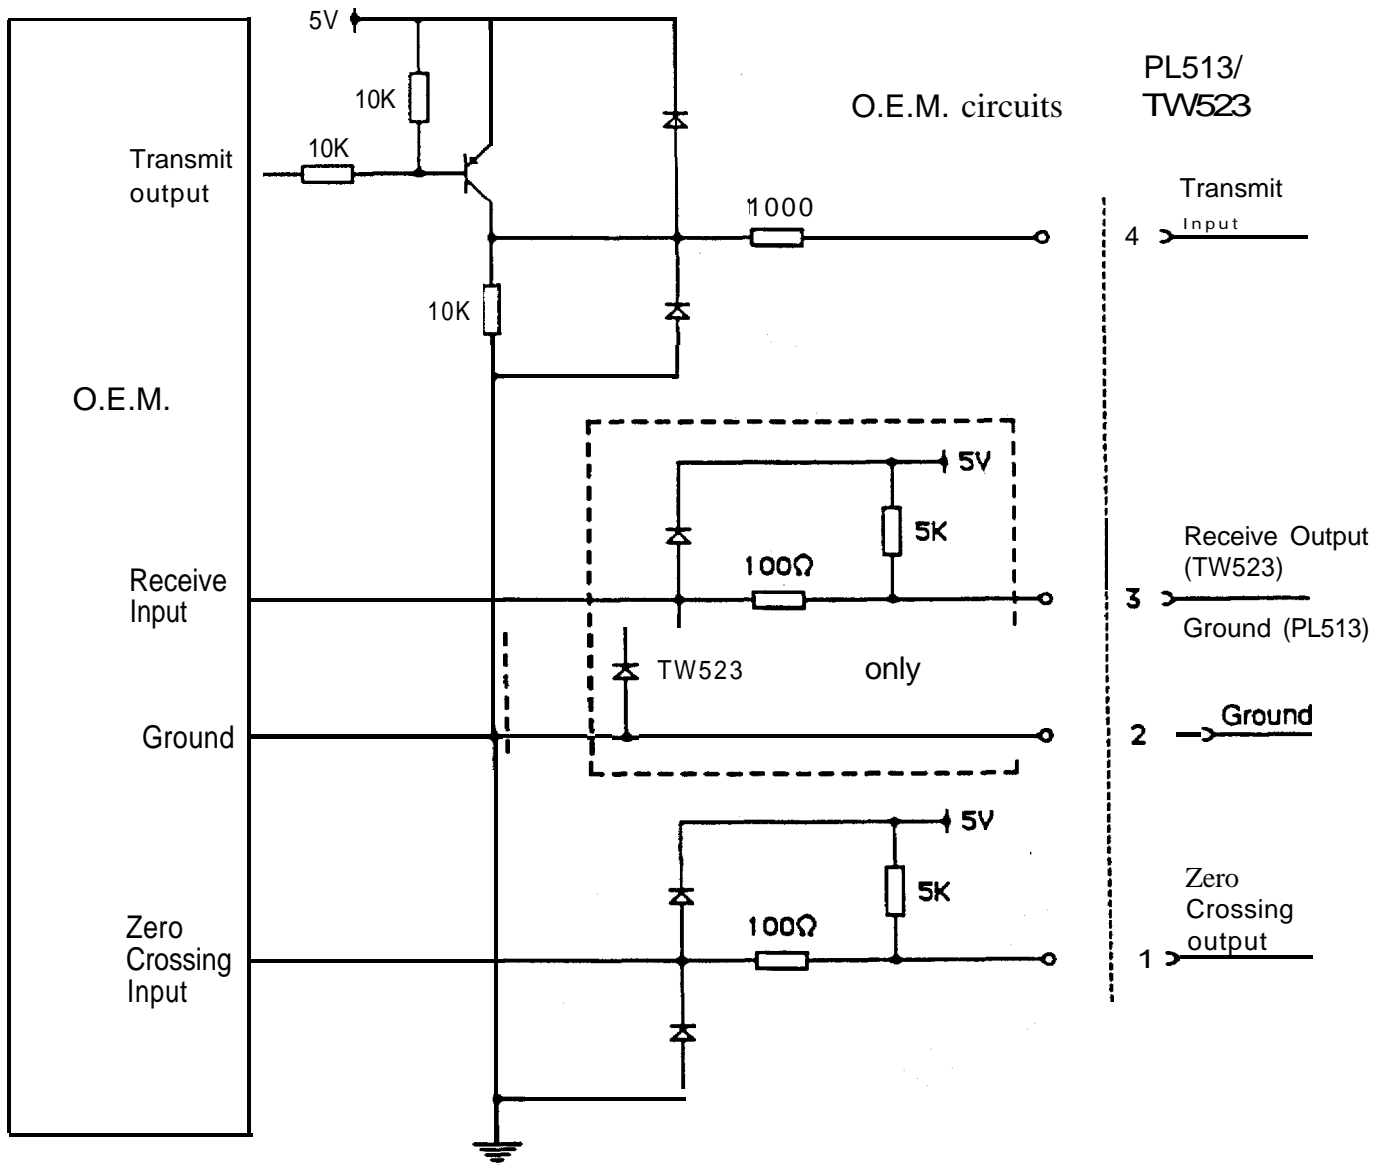 5V
PL513/
TW523
O.E.M. circuits
10K
Transmit
output
10K
Transmit
Input
1000
4
10K
O.E.M.
5V
5K
Receive Output
(TW523)
100Ω
Receive
Input
3
Ground (PL513)
TW523 only
Ground
2
Ground
5V
5K
Zero
Crossing
output
100Ω
Zero
Crossing
Input
1